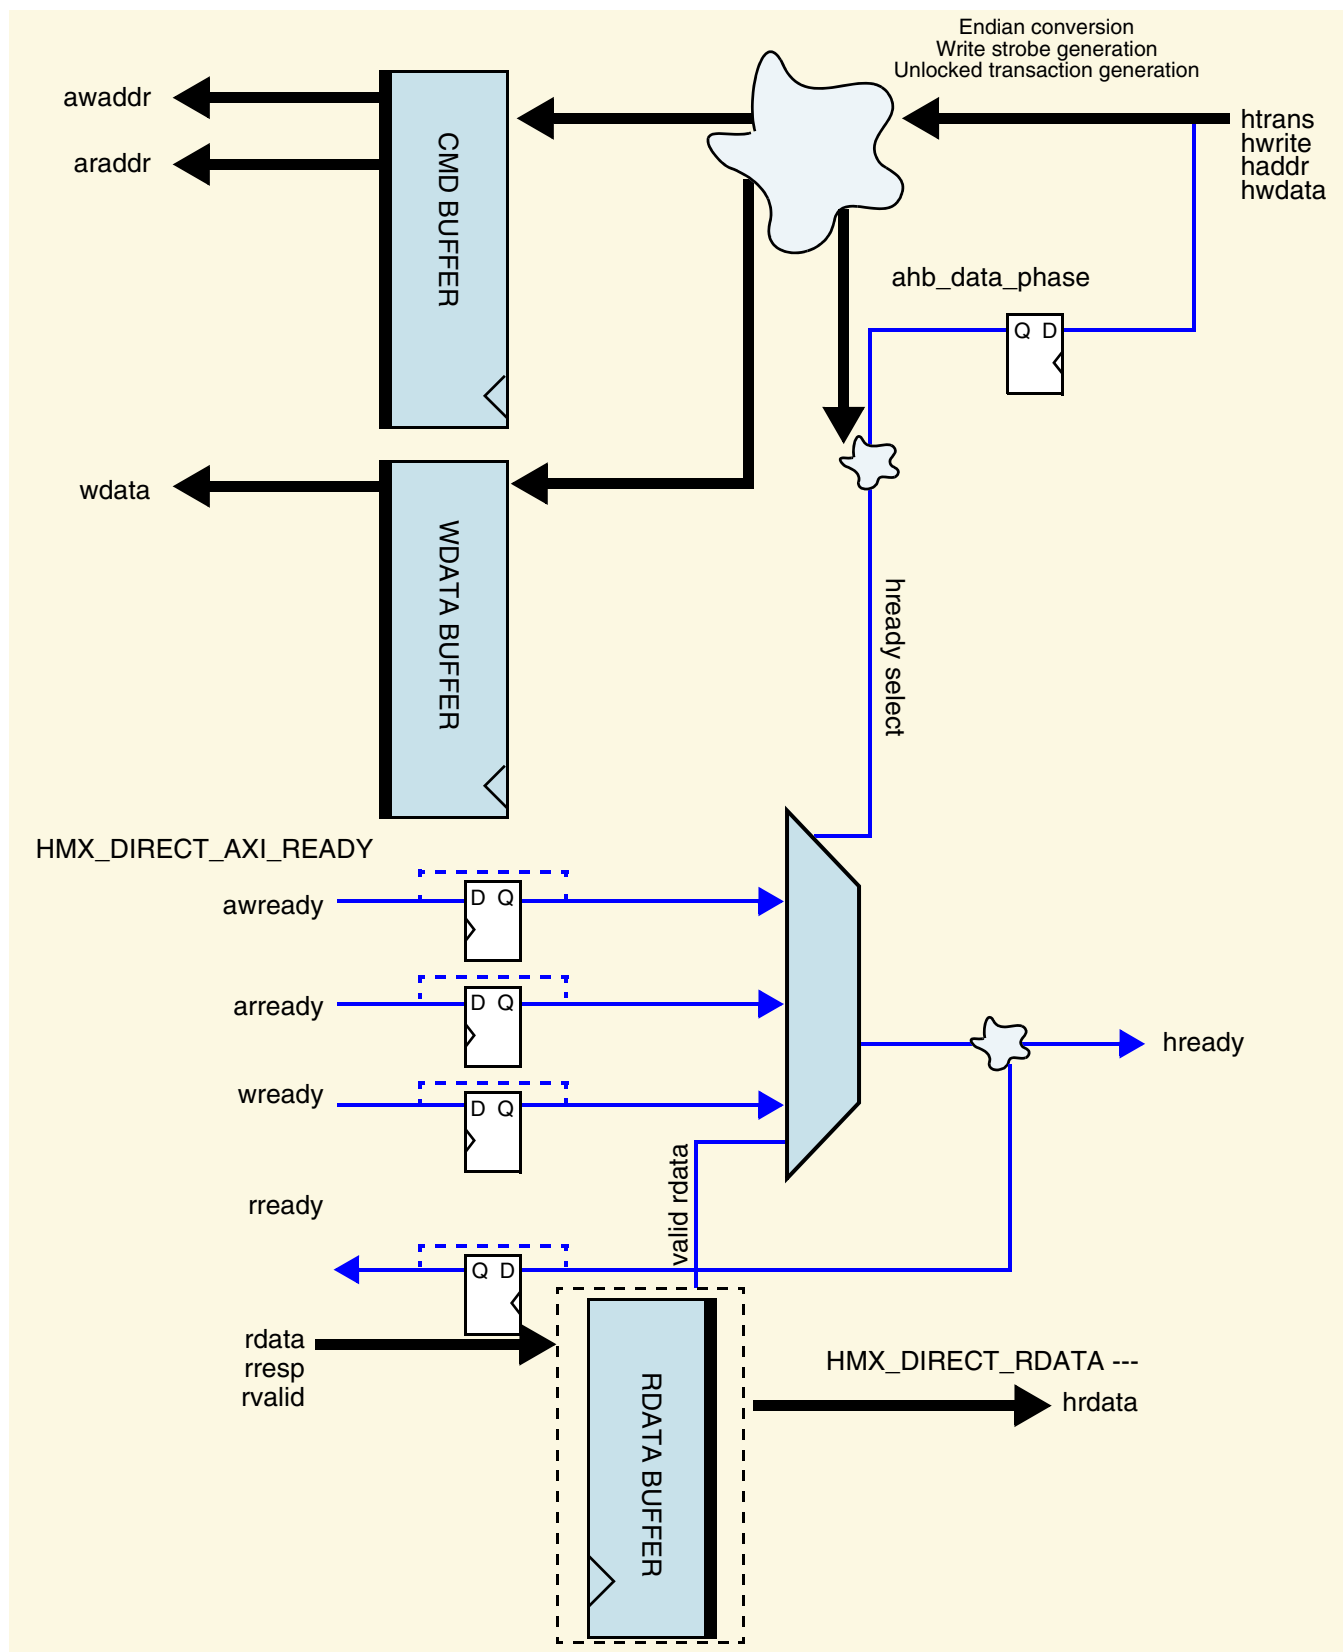 Endian conversion
Write strobe generation
Unlocked transaction generation
awaddr
araddr
htrans
hwrite
haddr
hwdata
CMD BUFFER
ahb_data_phase
Q D
wdata
WDATA BUFFER
hready select
HMX_DIRECT_AXI_READY
awready
D Q
arready
D Q
hready
wready
D Q
valid rdata
rready
Q D
rdata
rresp
rvalid
HMX_DIRECT_RDATA ---
hrdata
RDATA BUFFER